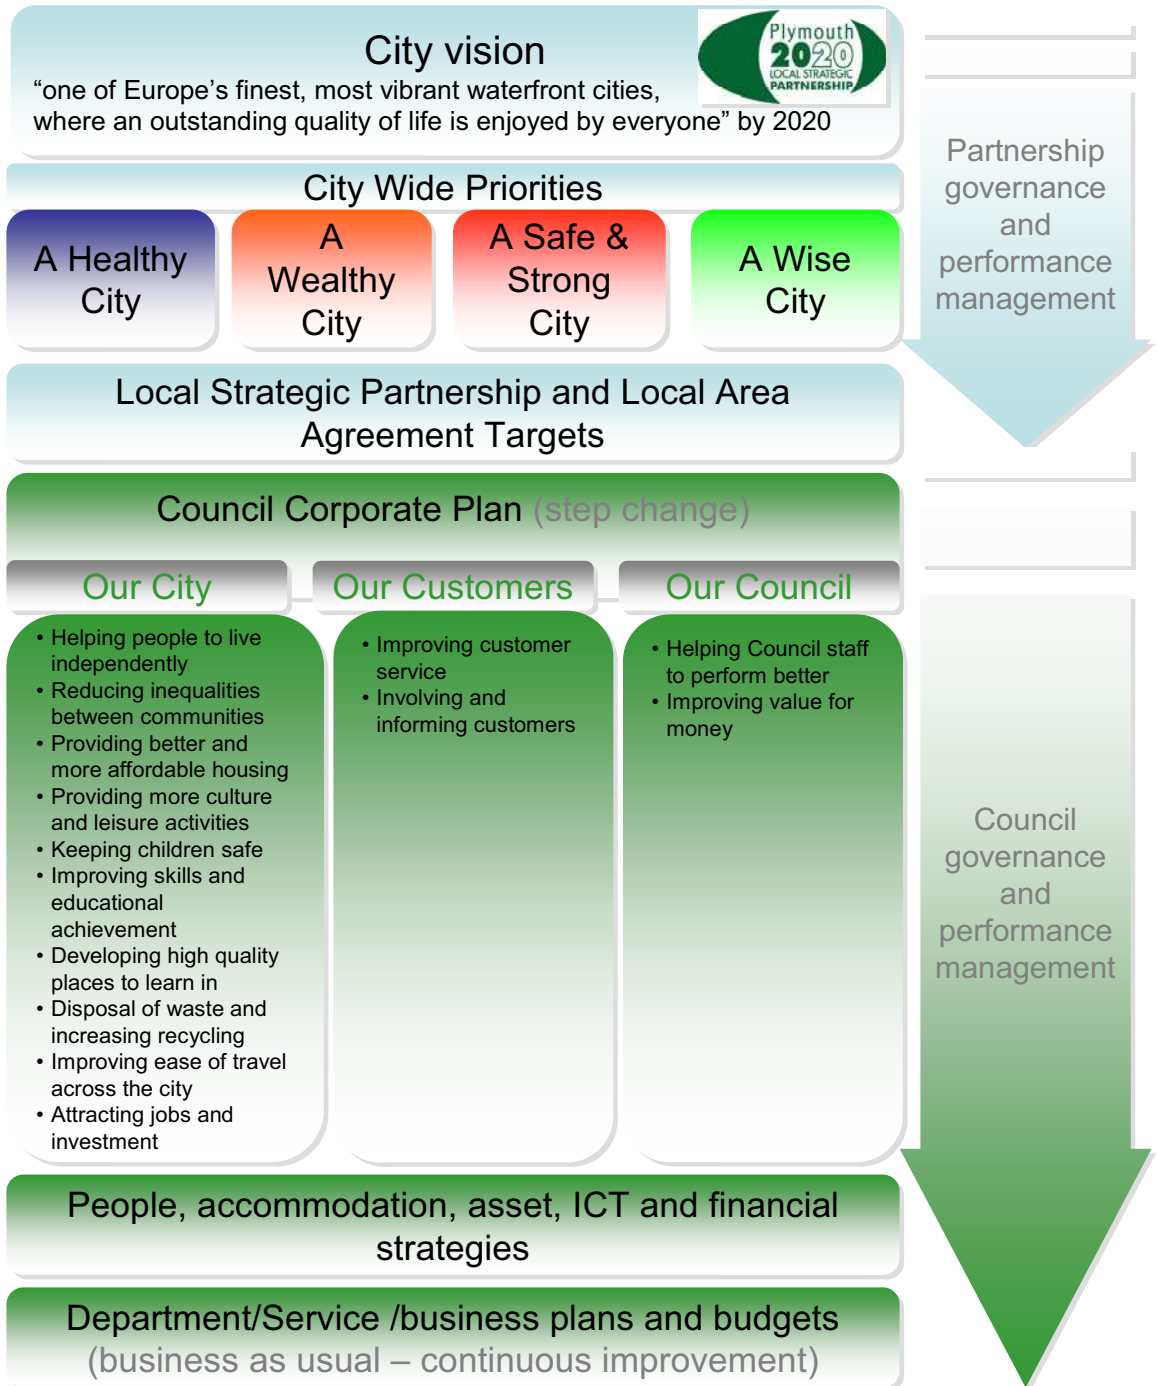 City vision
Plymouth
2020
LOCAL STRATEGIC
PARTNERSHIP
“one of Europe’s finest, most vibrant waterfront cities,
where an outstanding quality of life is enjoyed by everyone” by 2020
City Wide Priorities
A Healthy
City
A
Wealthy
City
A Safe &
Strong
City
A Wise
City
Partnership
governance
and
performance
management
Local Strategic Partnership and Local Area
Agreement Targets
Council Corporate Plan (step change)
Our City
• Helping people to live
independently
• Reducing inequalities
between communities
• Providing better and
more affordable housing
• Providing more culture
and leisure activities
• Keeping children safe
• Improving skills and
educational
achievement
• Developing high quality
places to learn in
• Disposal of waste and
increasing recycling
• Improving ease of travel
across the city
• Attracting jobs and
investment
Our Customers
• Improving customer
service
• Involving and
informing customers
Our Council
• Helping Council staff
to perform better
• Improving value for
money
Council
governance
and
performance
management
People, accommodation, asset, ICT and financial
strategies
Department/Service /business plans and budgets
(business as usual – continuous improvement)